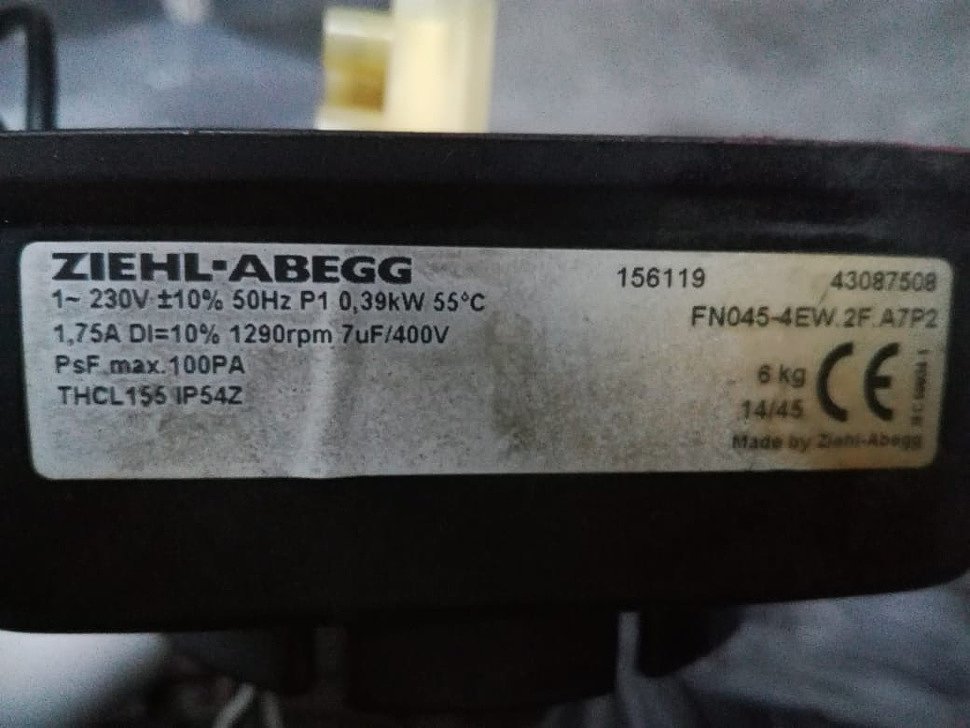 ZIEHL-ABEGG
156119
43087508
1~ 230V ±10% 50Hz P1 0,39kW 55°C
FN045-4EW.2F.A7P2
1,75A DI=10% 1290rpm 7uF/400V
PsF max.100PA
6 kg CE
THCL155 IP54Z
14/45
Made by Ziehl-Abegg